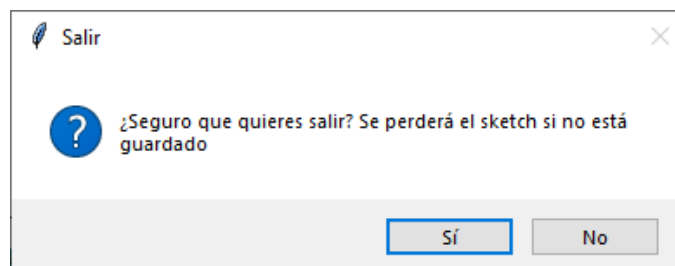 Salir
¿Seguro que quieres salir? Se perderá el sketch si no está
guardado
Sí
No